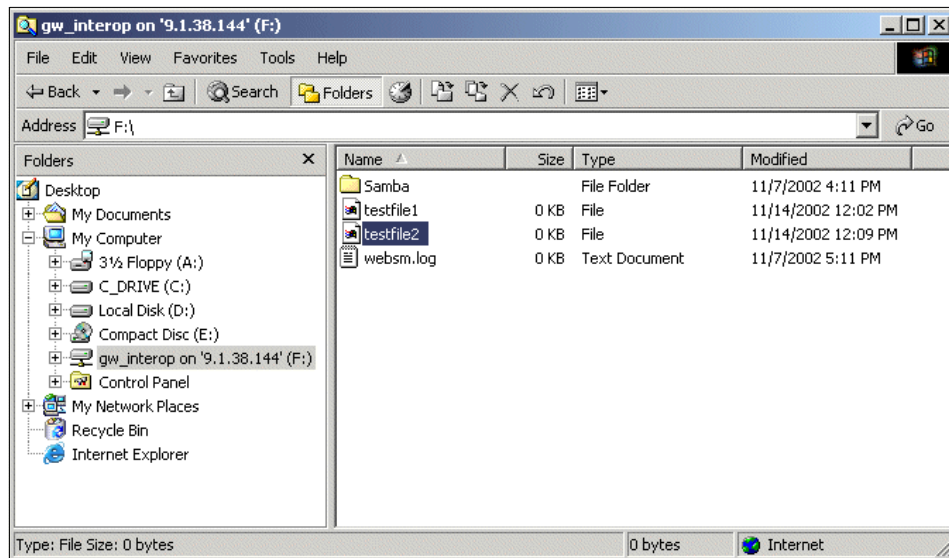 gw_interop on '9.1.38.144' (F:)
File Edit View Favorites Tools Help
Back Search Folders
Address F:\ Go
Folders
Desktop
My Documents
My Computer
3½ Floppy (A:)
C_DRIVE (C:)
Local Disk (D:)
Compact Disc (E:)
gw_interop on '9.1.38.144' (F:)
Control Panel
My Network Places
Recycle Bin
Internet Explorer
Name Size Type Modified
Samba File Folder 11/7/2002 4:11 PM
testfile1 0 KB File 11/14/2002 12:02 PM
testfile2 0 KB File 11/14/2002 12:09 PM
websm.log 0 KB Text Document 11/7/2002 5:11 PM
Type: File Size: 0 bytes 0 bytes Internet